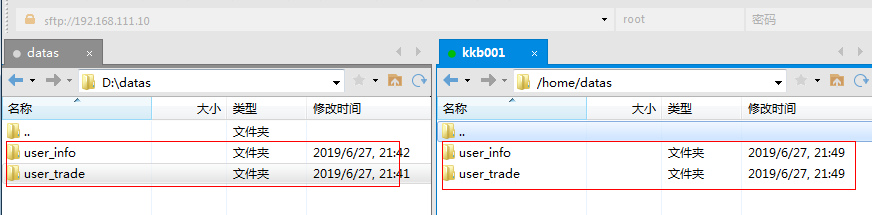 sftp://192.168.111.10 root 密码
datas × kkb001 ×
D:\datas /home/datas
名称 大小 类型 修改时间 名称 大小 类型 修改时间
.. 文件夹 .. 文件夹
user_info 文件夹 2019/6/27, 21:42 user_info 文件夹 2019/6/27, 21:49
user_trade 文件夹 2019/6/27, 21:41 user_trade 文件夹 2019/6/27, 21:49